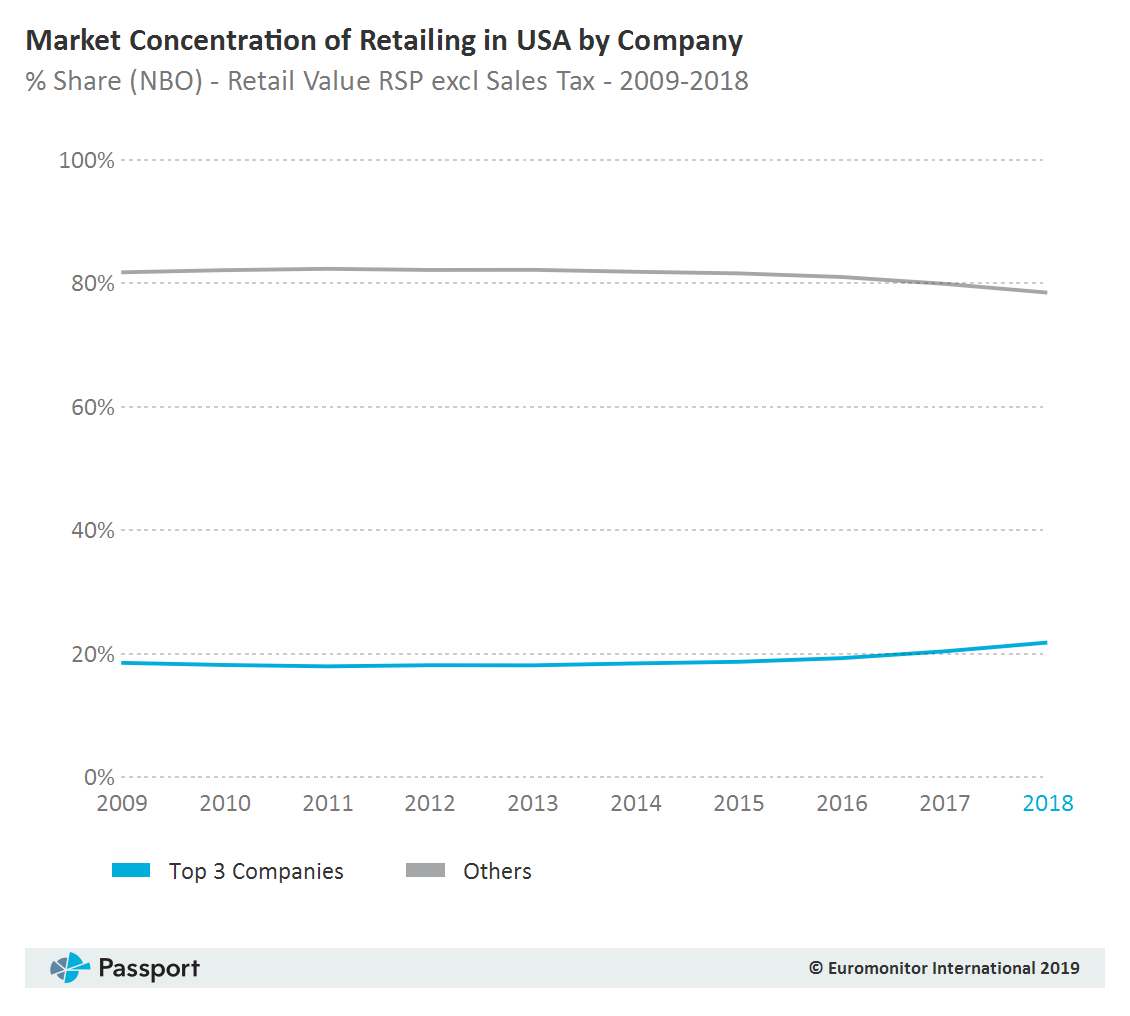 Market Concentration of Retailing in USA by Company
% Share (NBO) - Retail Value RSP excl Sales Tax - 2009-2018
100%
80%
60%
40%
20%
0%
2009 2010 2011 2012 2013 2014 2015 2016 2017 2018
Top 3 Companies Others
Passport © Euromonitor International 2019